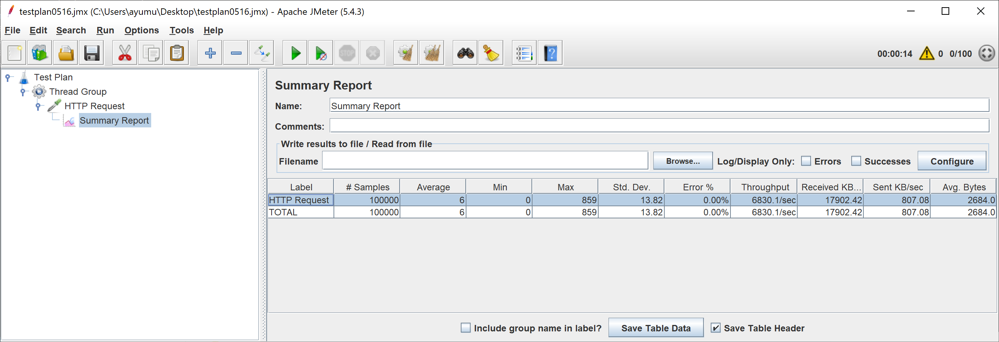 testplan0516.jmx (C:\Users\ayumu\Desktop\testplan0516.jmx) - Apache JMeter (5.4.3)
File Edit Search Run Options Tools Help
STOP
00:00:14 0 0/100
Test Plan
Thread Group
HTTP Request
Summary Report
Summary Report
Name: Summary Report
Comments:
Write results to file / Read from file
Filename Browse... Log/Display Only: Errors Successes Configure
Label # Samples Average Min Max Std. Dev. Error % Throughput Received KB... Sent KB/sec Avg. Bytes
HTTP Request 100000 6 0 859 13.82 0.00% 6830.1/sec 17902.42 807.08 2684.0
TOTAL 100000 6 0 859 13.82 0.00% 6830.1/sec 17902.42 807.08 2684.0
Include group name in label? Save Table Data Save Table Header